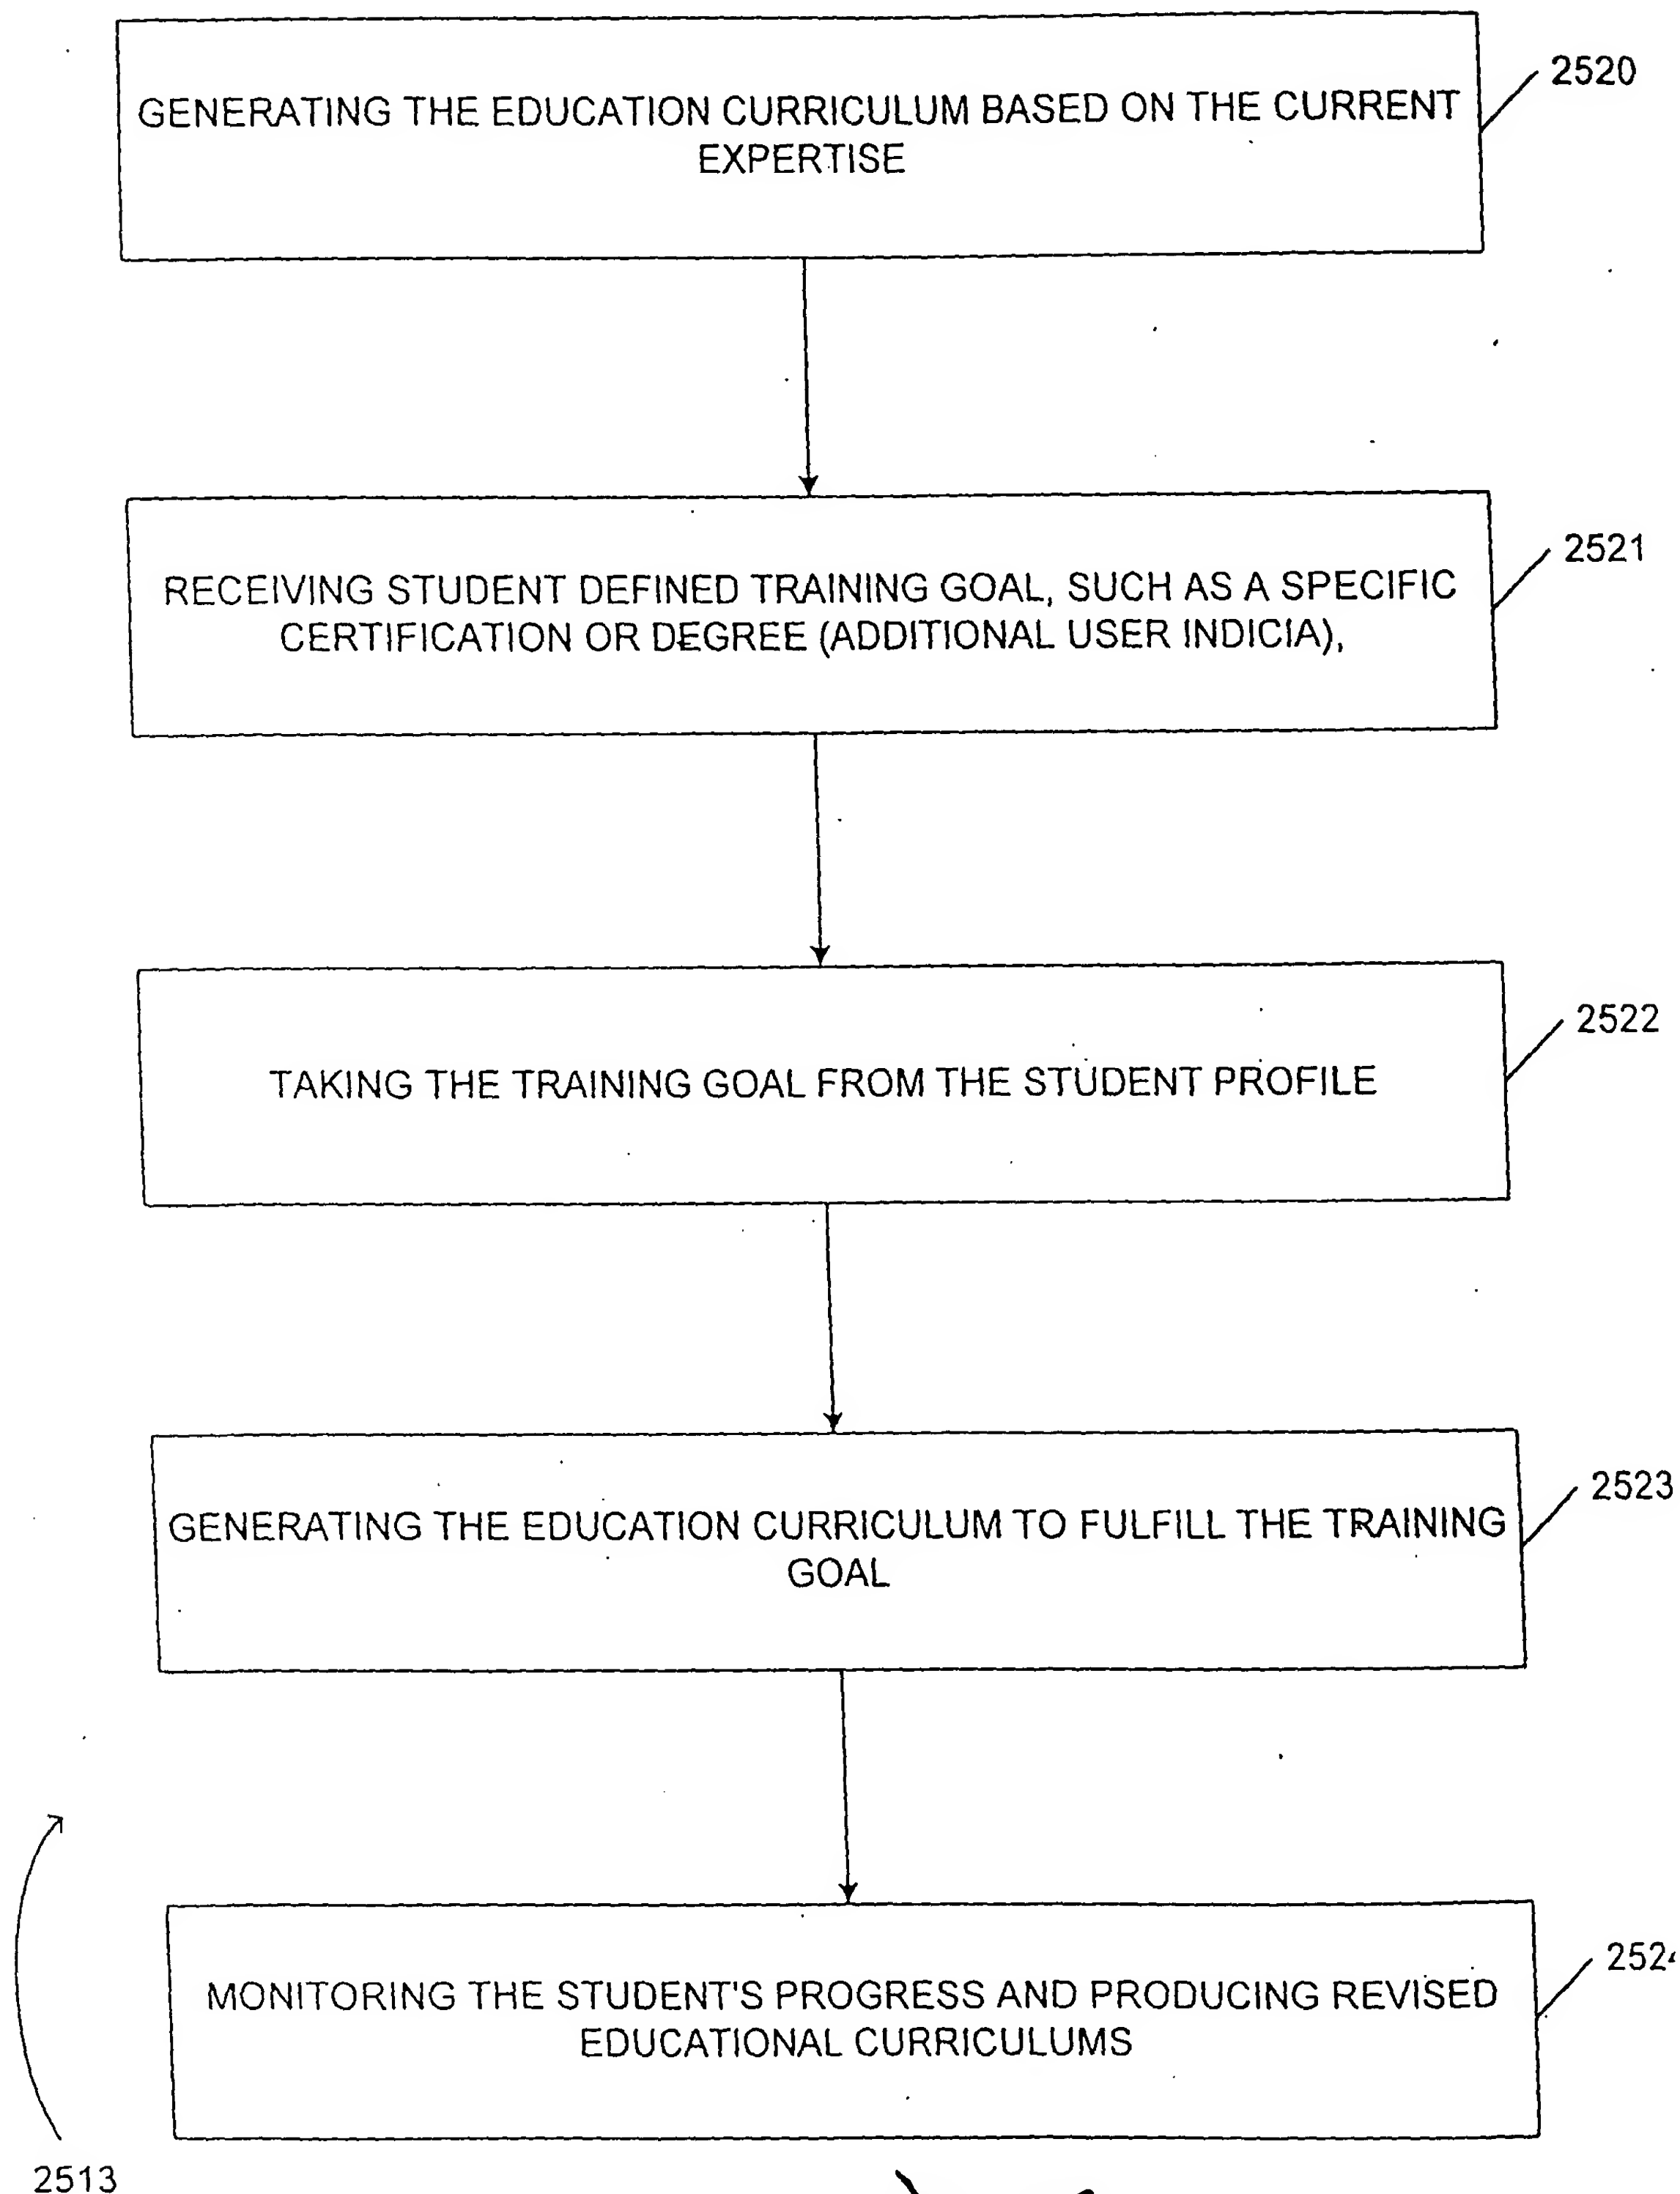 GENERATING THE EDUCATION CURRICULUM BASED ON THE CURRENT
EXPERTISE
2520
RECEIVING STUDENT DEFINED TRAINING GOAL, SUCH AS A SPECIFIC
CERTIFICATION OR DEGREE (ADDITIONAL USER INDICIA),
2521
TAKING THE TRAINING GOAL FROM THE STUDENT PROFILE
2522
GENERATING THE EDUCATION CURRICULUM TO FULFILL THE TRAINING
GOAL
2523
MONITORING THE STUDENT'S PROGRESS AND PRODUCING REVISED
EDUCATIONAL CURRICULUMS
2513